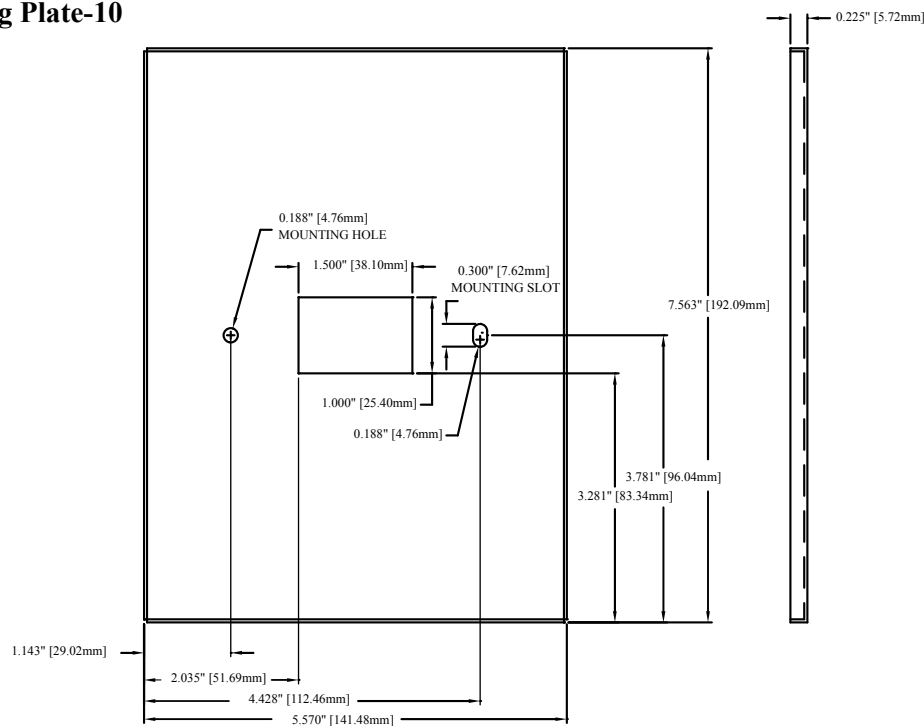 g Plate-10
0.225" [5.72mm]
0.188" [4.76mm]
MOUNTING HOLE
1.500" [38.10mm]
0.300" [7.62mm]
MOUNTING SLOT
7.563" [192.09mm]
1.000" [25.40mm]
0.188" [4.76mm]
3.781" [96.04mm]
3.281" [83.34mm]
1.143" [29.02mm]
2.035" [51.69mm]
4.428" [112.46mm]
5.570" [141.48mm]